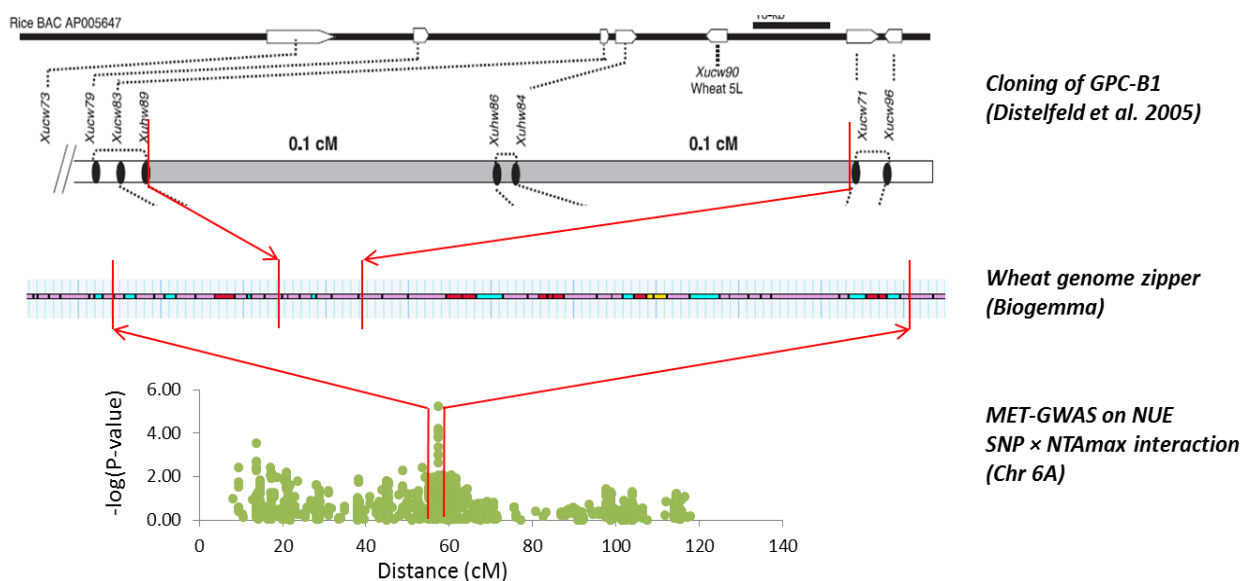 Rice BAC AP005647
Xucw90
Wheat 5L
Xucw73
Xucw79
Xucw83
Xuhw89
Xuhw86
Xuhw84
Xucw71
Xucw96
0.1 cM
0.1 cM
Cloning of GPC-B1
(Distelfeld et al. 2005)
Wheat genome zipper
(Biogemma)
MET-GWAS on NUE
SNP × NTAmax interaction
(Chr 6A)
-log(P-value)
6.00
4.00
2.00
0.00
0 20 40 60 80 100 120 140
Distance (cM)